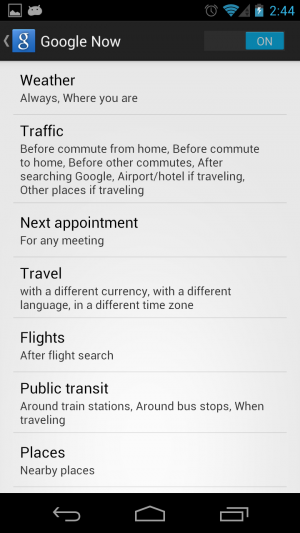 2:44
g Google Now ON
Weather
Always, Where you are
Traffic
Before commute from home, Before commute
to home, Before other commutes, After
searching Google, Airport/hotel if traveling,
Other places if traveling
Next appointment
For any meeting
Travel
with a different currency, with a different
language, in a different time zone
Flights
After flight search
Public transit
Around train stations, Around bus stops, When
traveling
Places
Nearby places